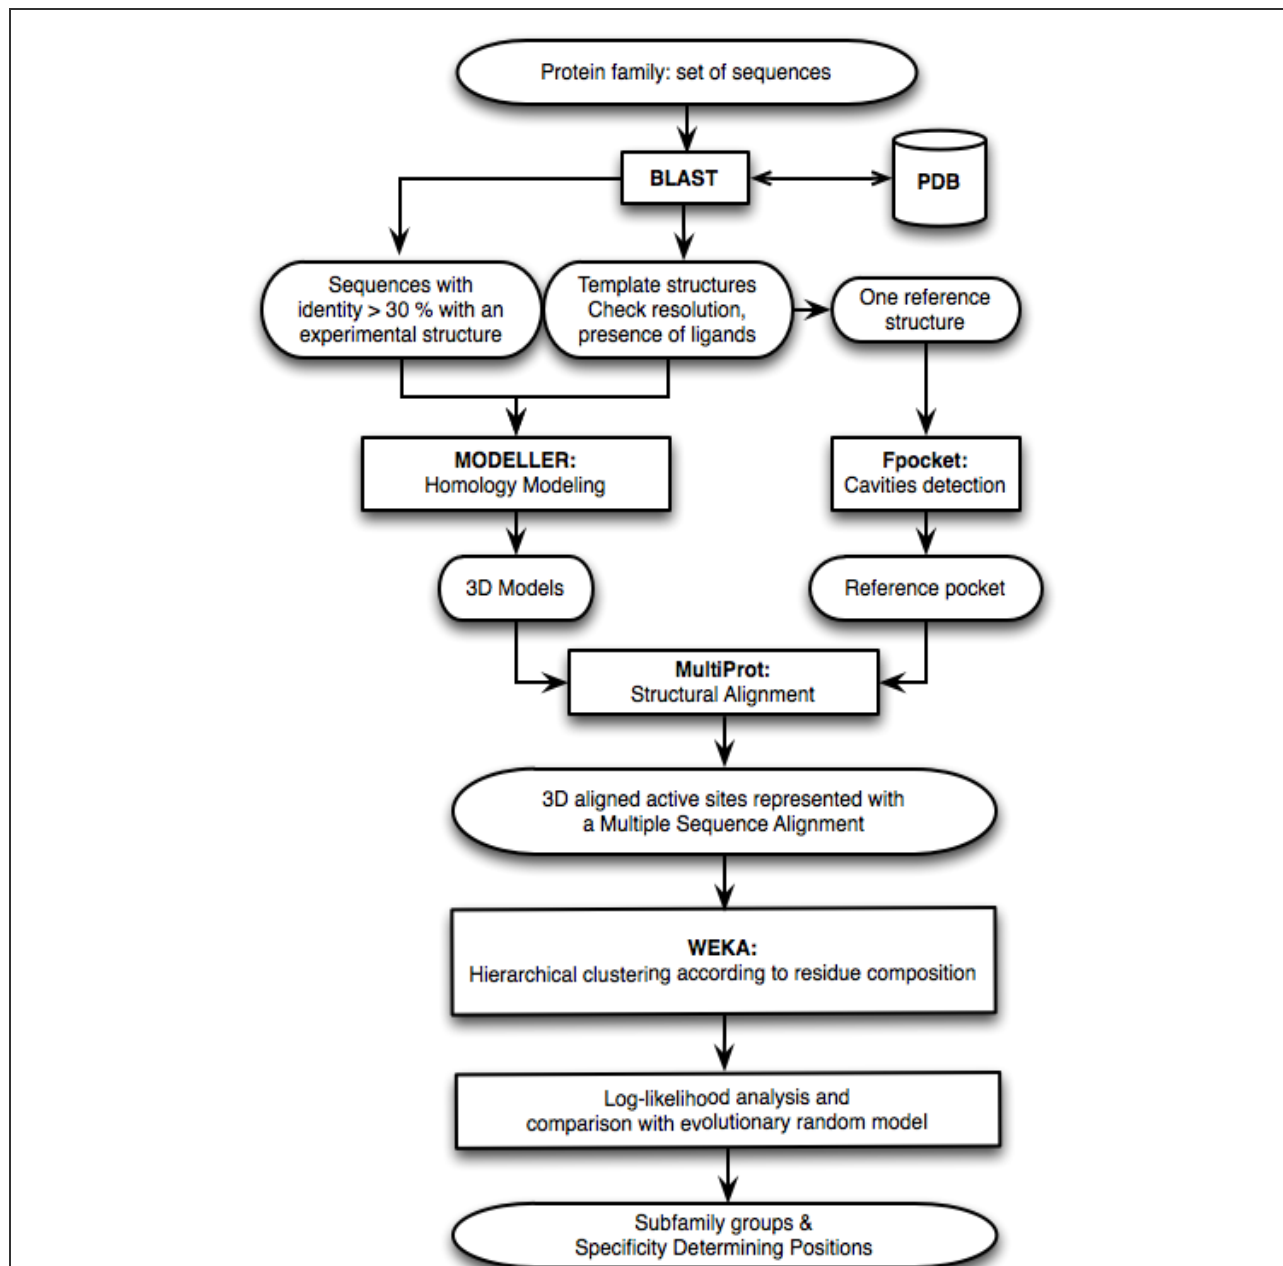 Protein family: set of sequences
BLAST
PDB
Sequences with
identity > 30 % with an
experimental structure
Template structures
Check resolution,
presence of ligands
One reference
structure
MODELLER:
Homology Modeling
Fpocket:
Cavities detection
3D Models
Reference pocket
MultiProt:
Structural Alignment
3D aligned active sites represented with
a Multiple Sequence Alignment
WEKA:
Hierarchical clustering according to residue composition
Log-likelihood analysis and
comparison with evolutionary random model
Subfamily groups &
Specificity Determining Positions